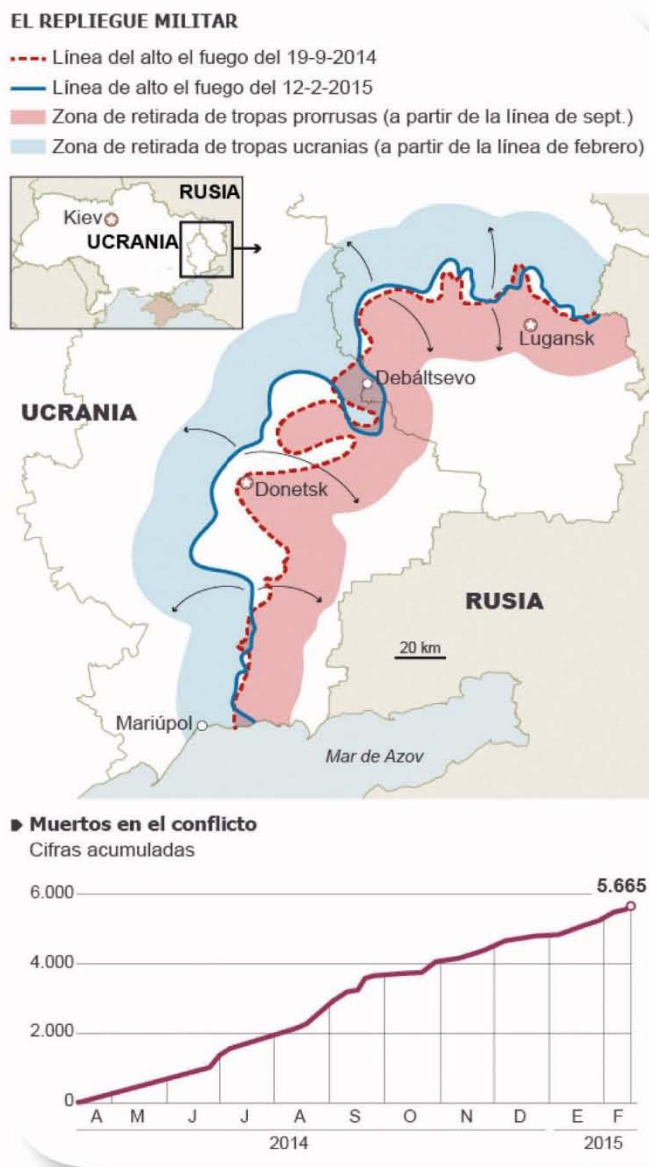 EL REPLIEGUE MILITAR
Línea del alto el fuego del 19-9-2014
Línea de alto el fuego del 12-2-2015
Zona de retirada de tropas prorrusas (a partir de la línea de sept.)
Zona de retirada de tropas ucranias (a partir de la línea de febrero)
RUSIA
Kiev
UCRANIA
Lugansk
Debáltsevo
UCRANIA
Donetsk
RUSIA
20 km
Mariúpol
Mar de Azov
Muertos en el conflicto
Cifras acumuladas
6.000
5.665
4.000
2.000
0
A M J J A S O N D E F
2014 2015